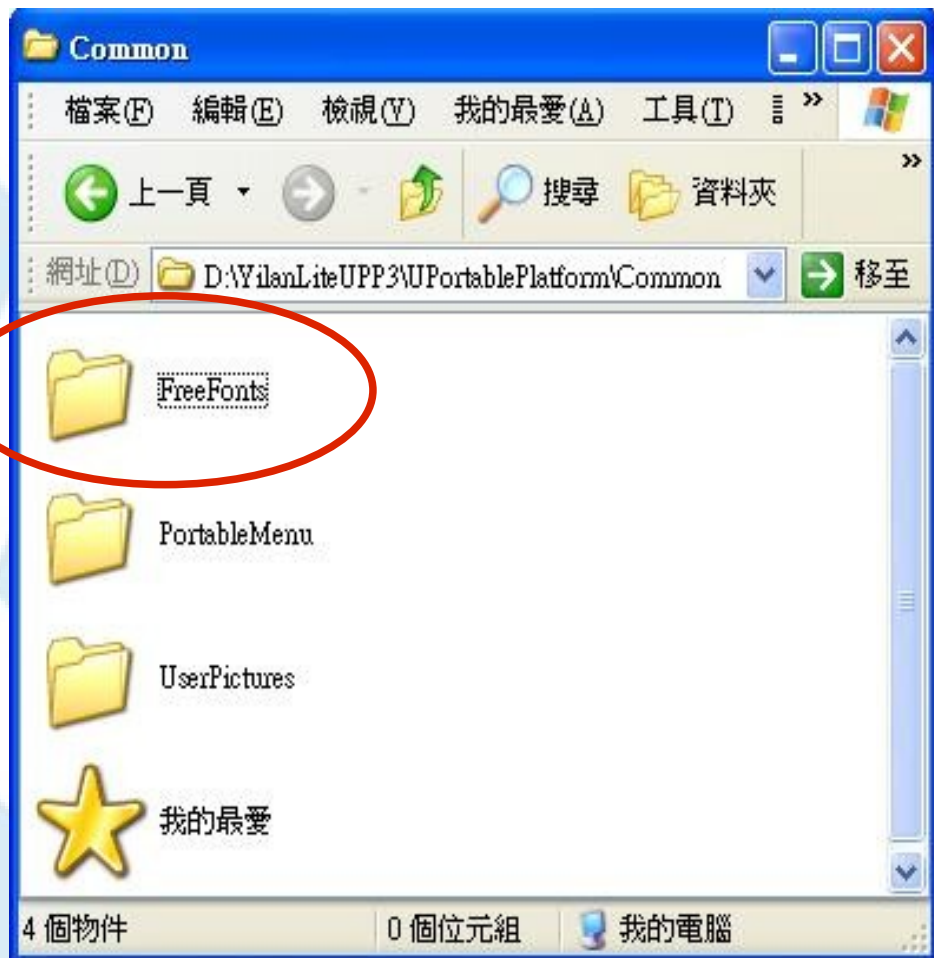 Common
檔案(F) 編輯(E) 檢視(V) 我的最愛(A) 工具(T) »
上一頁 搜尋 資料夾 »
網址(D) D:\YilanLiteUPP3\UPortablePlatform\Common 移至
FreeFonts
PortableMenu
UserPictures
我的最愛
4 個物件 0 個位元組 我的電腦